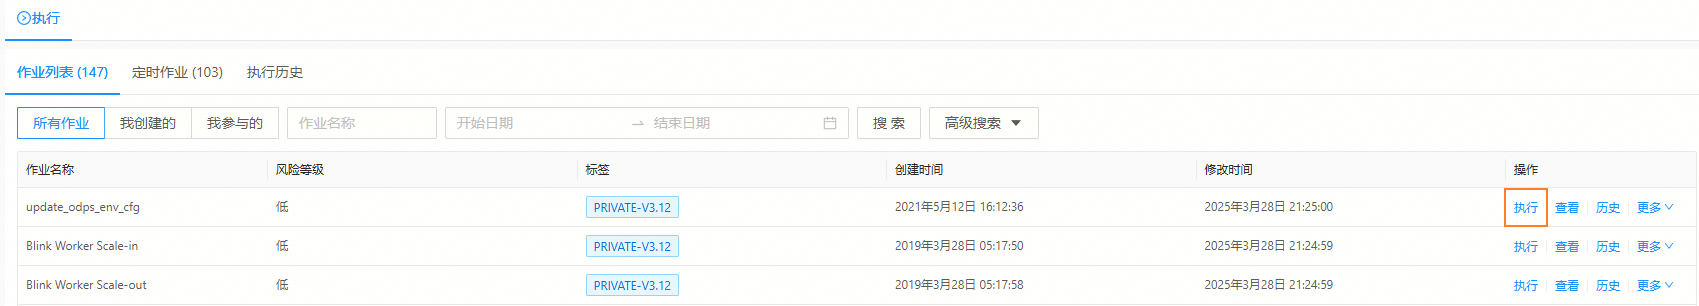 执行
作业列表 (147) 定时作业 (103) 执行历史
所有作业 我创建的 我参与的 作业名称 开始日期 → 结束日期 搜 索 高级搜索
作业名称 风险等级 标签 创建时间 修改时间 操作
update_odps_env_cfg 低 PRIVATE-V3.12 2021年5月12日 16:12:36 2025年3月28日 21:25:00 执行 查看 历史 更多
Blink Worker Scale-in 低 PRIVATE-V3.12 2019年3月28日 05:17:50 2025年3月28日 21:24:59 执行 查看 历史 更多
Blink Worker Scale-out 低 PRIVATE-V3.12 2019年3月28日 05:17:58 2025年3月28日 21:24:59 执行 查看 历史 更多